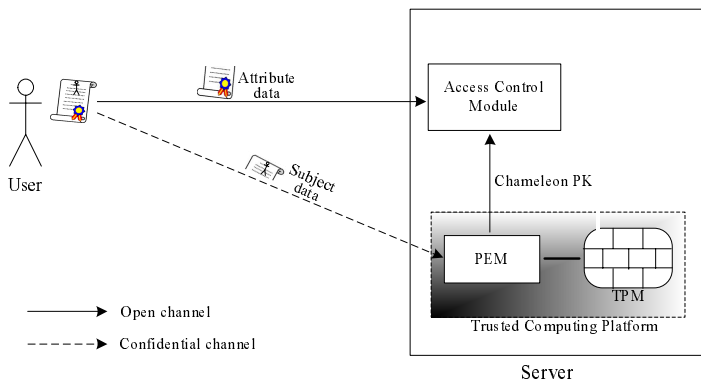 Attribute
data
Access Control
Module
User
Subject
data
Chameleon PK
PEM
TPM
Trusted Computing Platform
Open channel
Confidential channel
Server